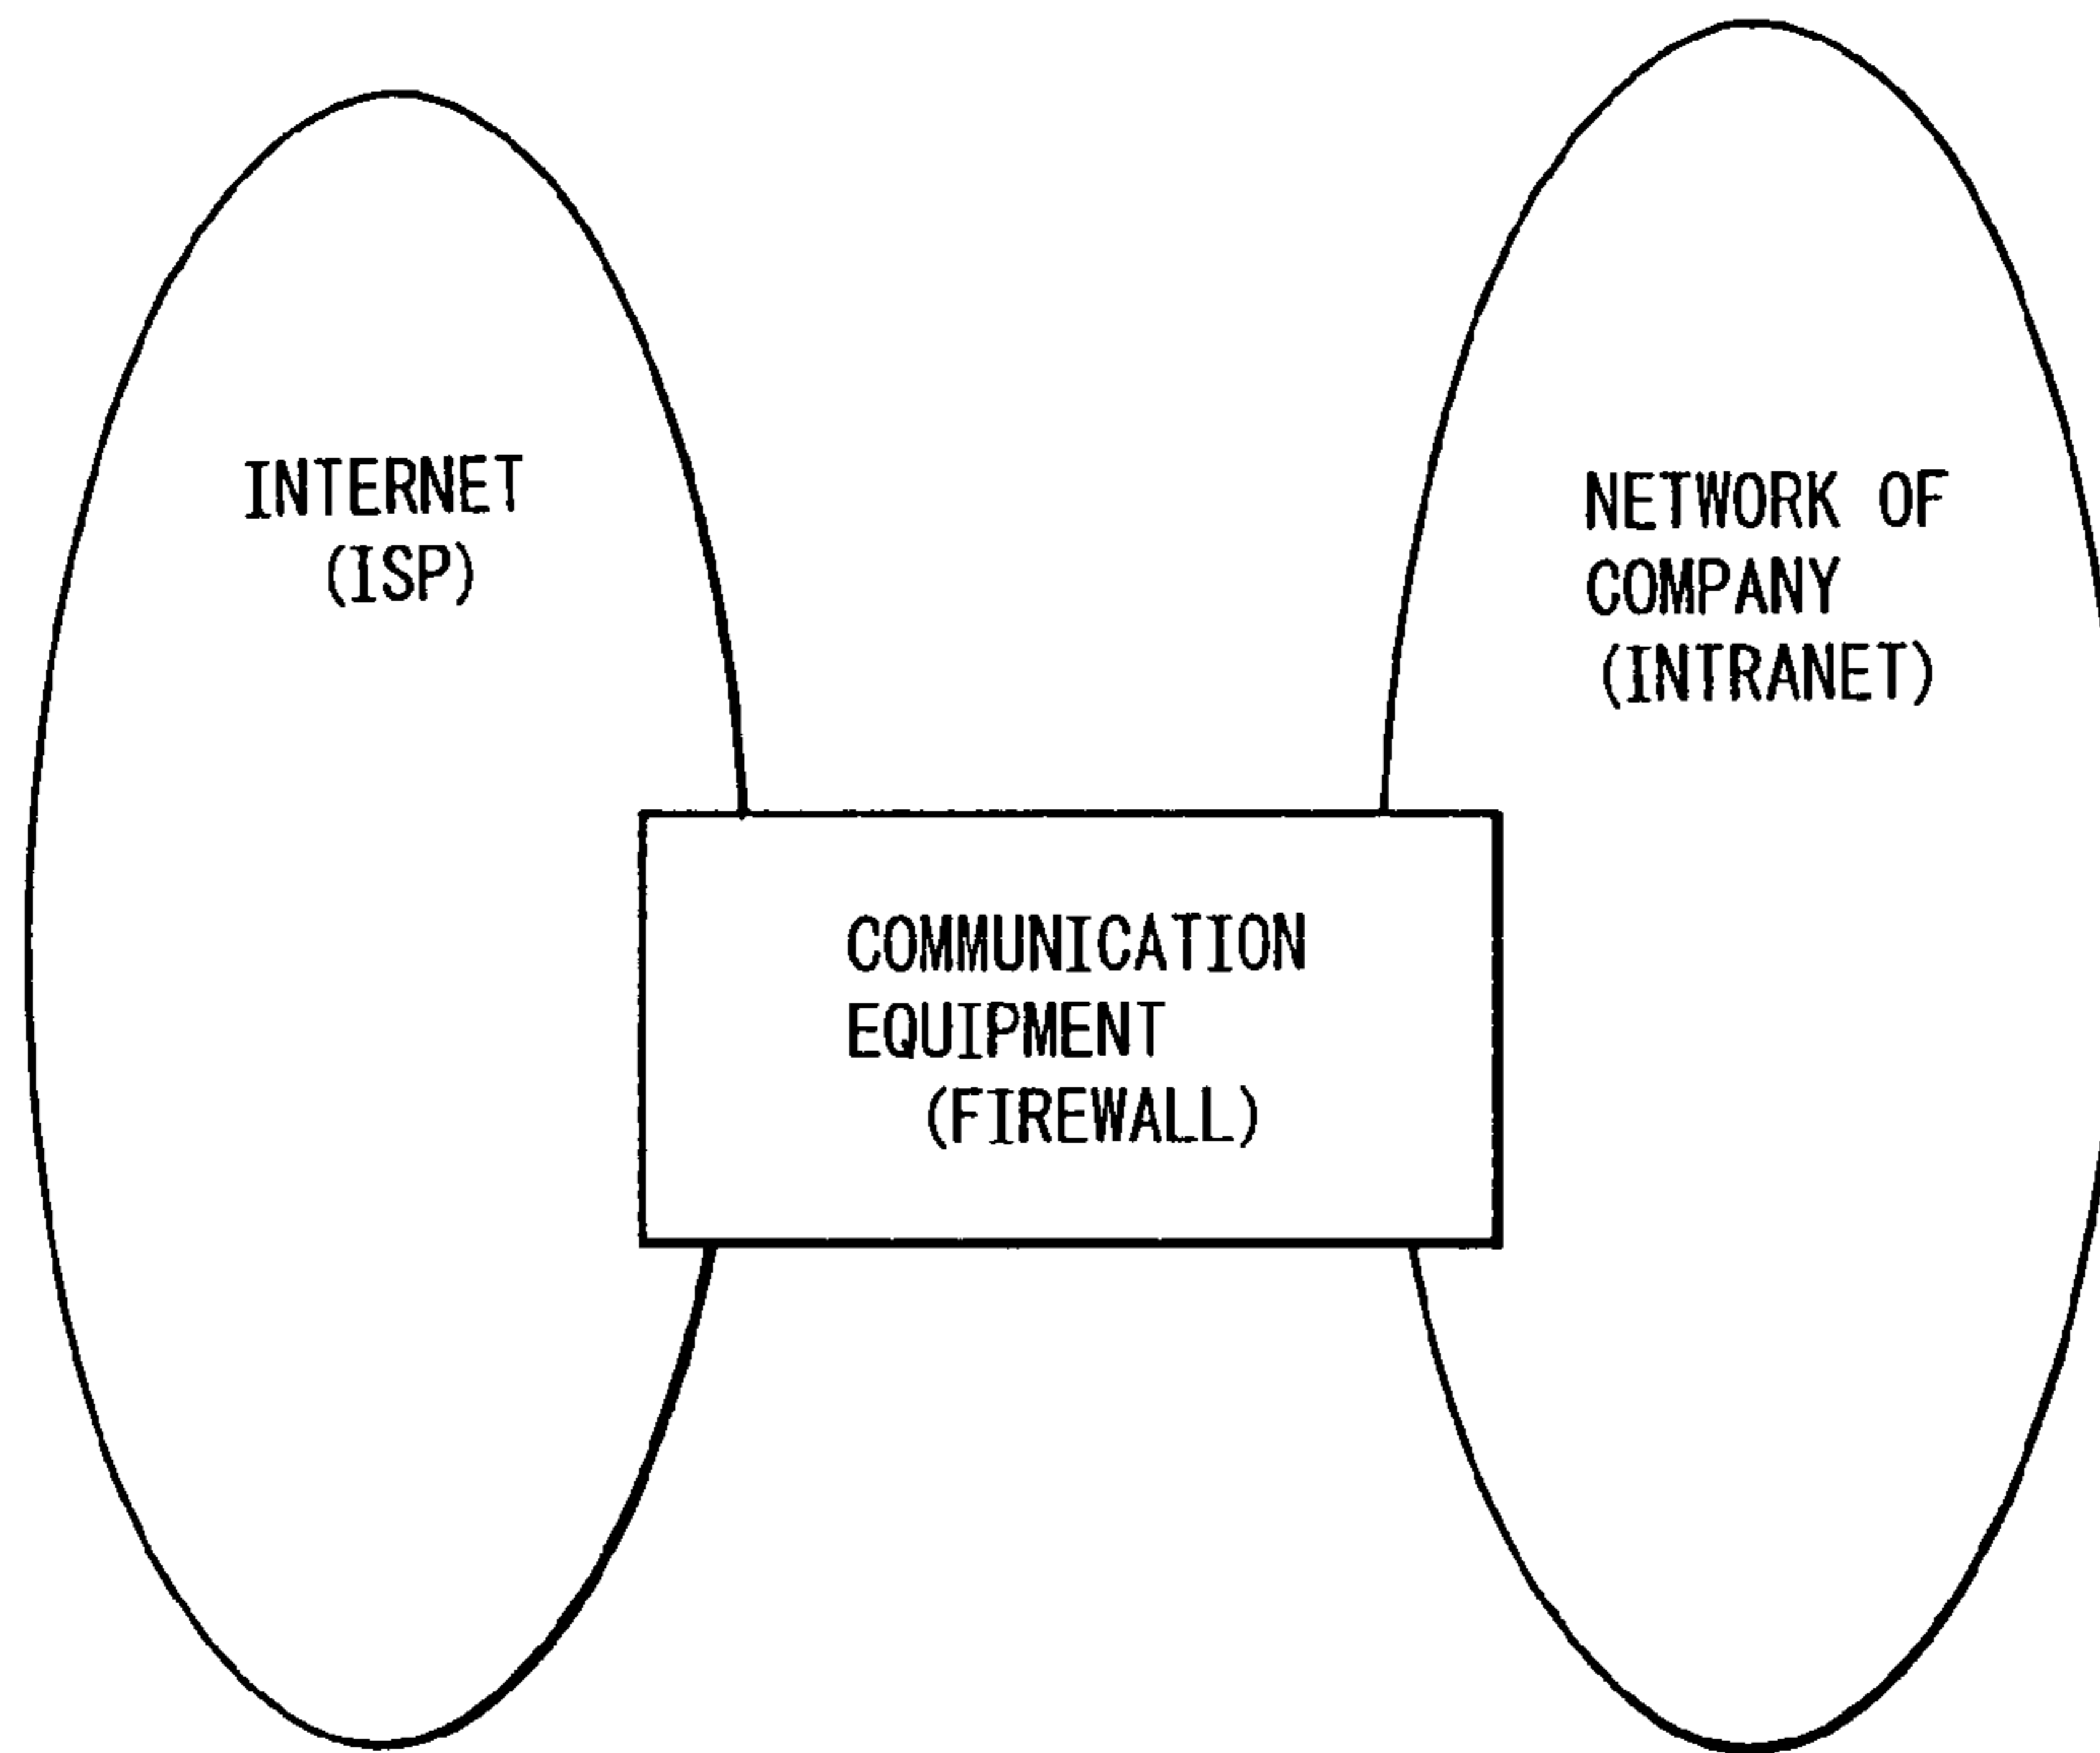 INTERNET
(ISP)
NETWORK OF
COMPANY
(INTRANET)
COMMUNICATION
EQUIPMENT
(FIREWALL)